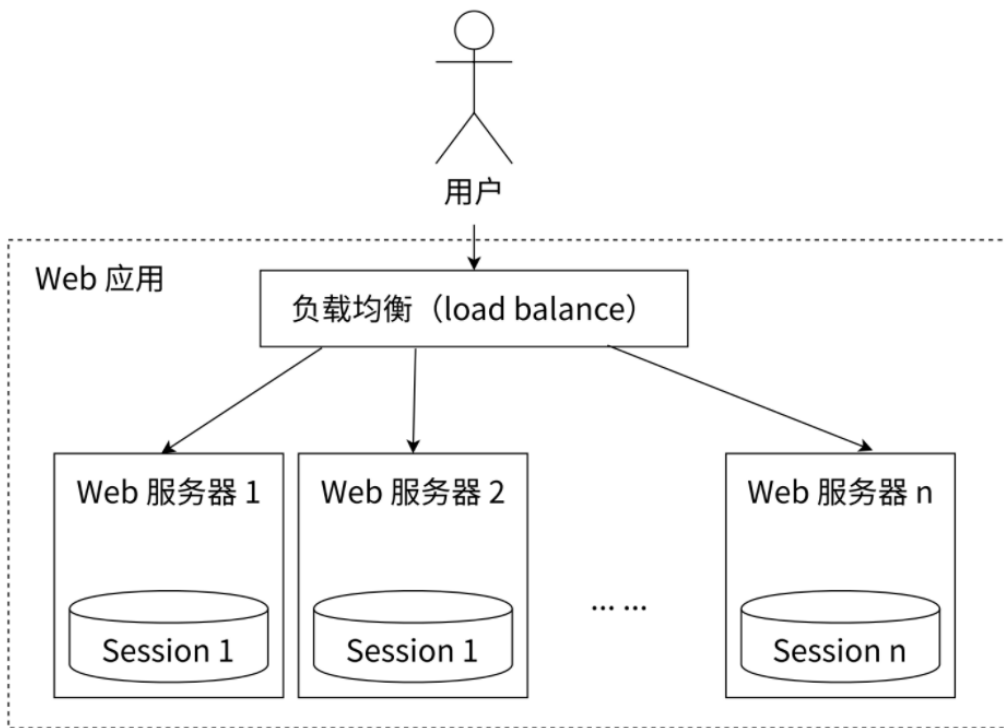 用户
Web 应用
负载均衡（load balance）
Web 服务器 1
Web 服务器 2
Web 服务器 n
... ...
Session 1
Session 1
Session n